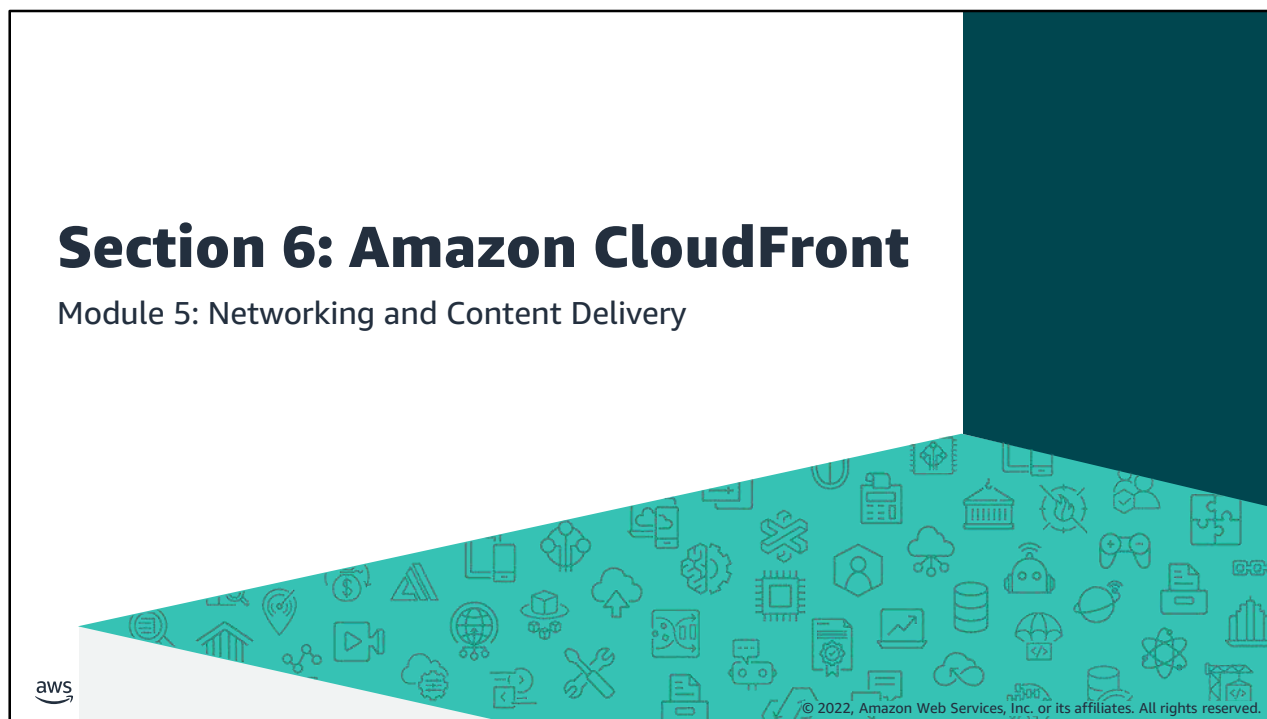 Section 6: Amazon CloudFront
Module 5: Networking and Content Delivery
aws
© 2022, Amazon Web Services, Inc. or its affiliates. All rights reserved.